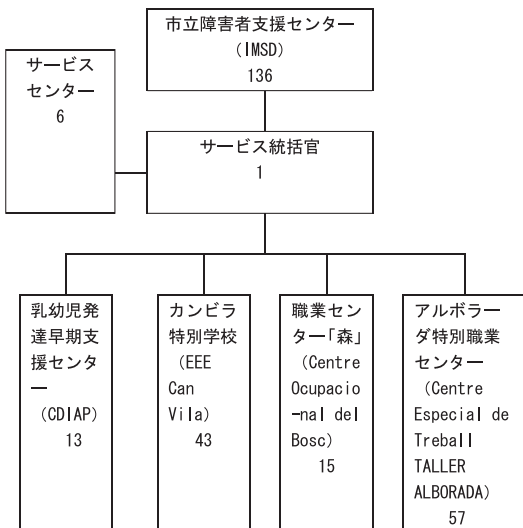 市立障害者支援センター
(IMSD)
136
サービス
センター
6
サービス統括官
1
乳幼児発
達早期支
援センタ
ー
(CDIAP)
13
カンビラ
特別学校
(EEE
Can
Vila)
43
職業セン
ター「森」
(Centre
Ocupacio
-nal del
Bosc)
15
アルボラー
ダ特別職業
センター
(Centre
Especial de
Treball
TALLER
ALBORADA)
57